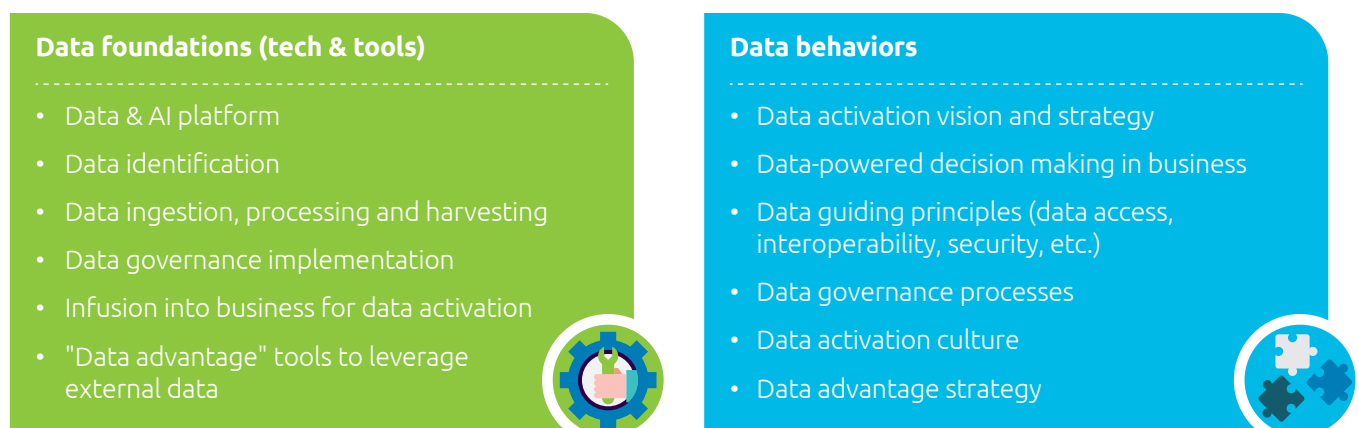 Data foundations (tech & tools)
• Data & AI platform
• Data identification
• Data ingestion, processing and harvesting
• Data governance implementation
• Infusion into business for data activation
• "Data advantage" tools to leverage
external data
Data behaviors
• Data activation vision and strategy
• Data-powered decision making in business
• Data guiding principles (data access,
interoperability, security, etc.)
• Data governance processes
• Data activation culture
• Data advantage strategy